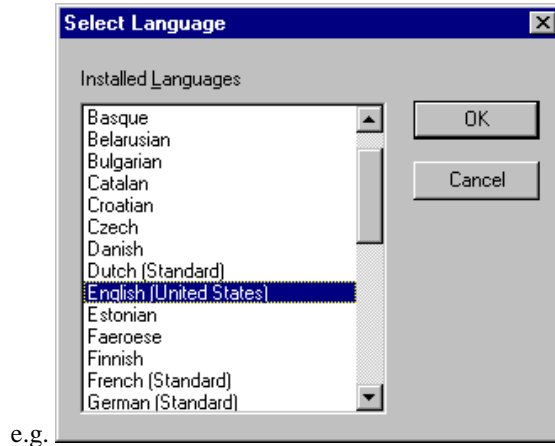 Select Language
Installed Languages
Basque
Belarusian
Bulgarian
Catalan
Croatian
Czech
Danish
Dutch (Standard)
English (United States)
Estonian
Faeroese
Finnish
French (Standard)
German (Standard)
OK
Cancel
e.g.